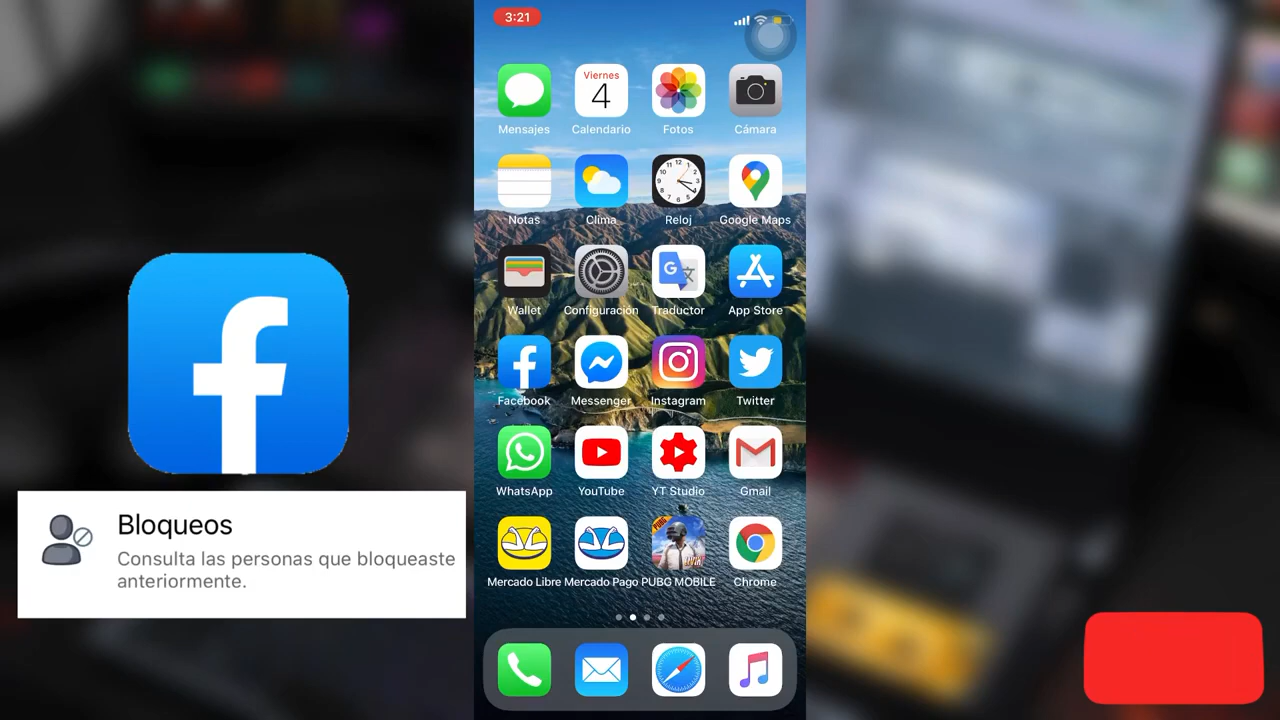 3:21
Viernes
4
Mensajes
Calendario
Fotos
Cámara
Notas
Clima
Reloj
Google Maps
Wallet
Configuración
Traductor
App Store
Facebook
Messenger
Instagram
Twitter
WhatsApp
YouTube
YT Studio
Gmail
Mercado Libre
Mercado Pago
PUBG MOBILE
Chrome
Bloqueos
Consulta las personas que bloqueaste
anteriormente.